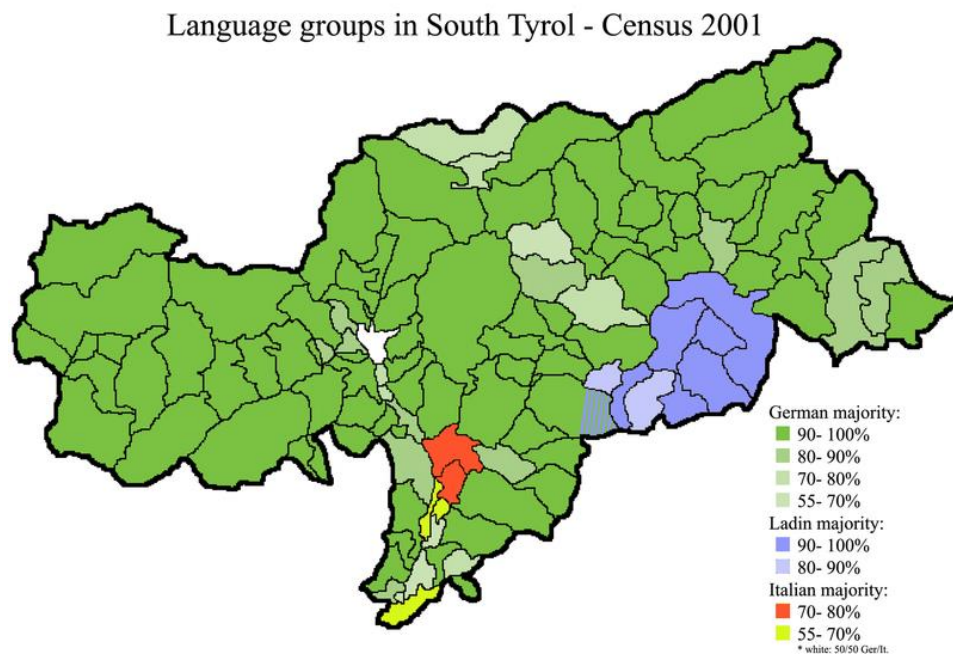 Language groups in South Tyrol - Census 2001
German majority:
90- 100%
80- 90%
70- 80%
55- 70%
Ladin majority:
90- 100%
80- 90%
Italian majority:
70- 80%
55- 70%
* white: 50/50 Ger/It.